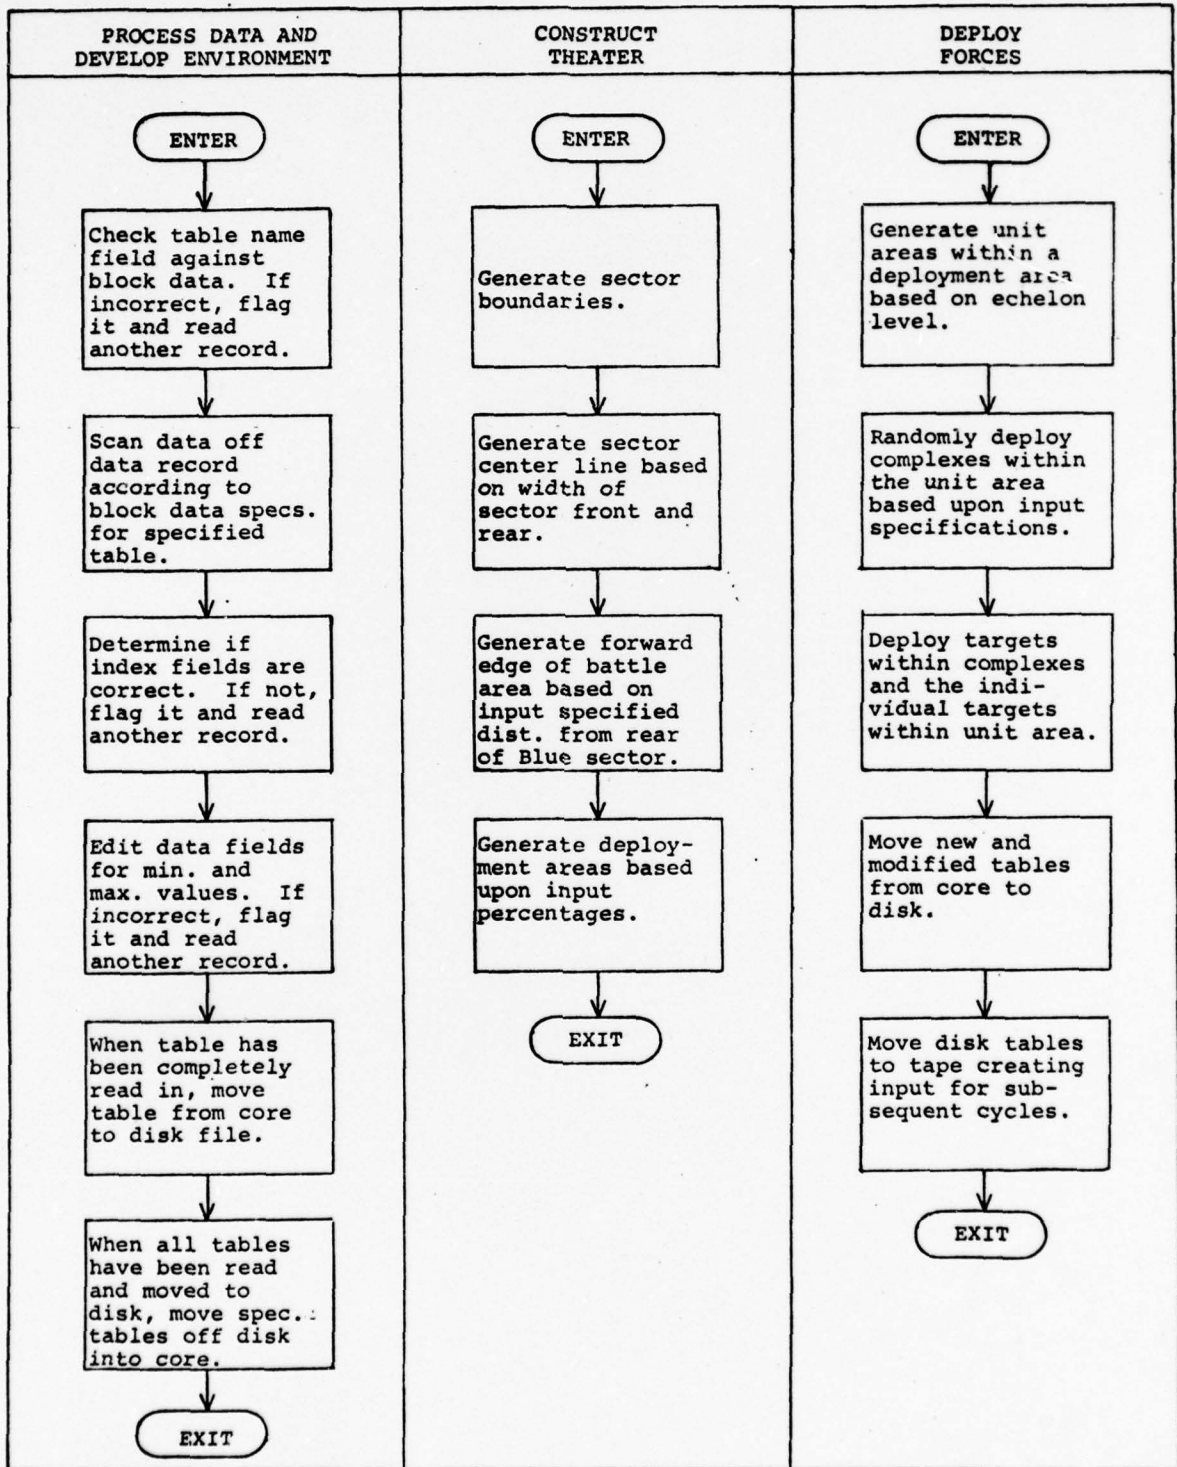 PROCESS DATA AND
DEVELOP ENVIRONMENT
ENTER
Check table name
field against
block data. If
incorrect, flag
it and read
another record.
Scan data off
data record
according to
block data specs.
for specified
table.
Determine if
index fields are
correct. If not,
flag it and read
another record.
Edit data fields
for min. and
max. values. If
incorrect, flag
it and read
another record.
When table has
been completely
read in, move
table from core
to disk file.
When all tables
have been read
and moved to
disk, move spec.
tables off disk
into core.
EXIT
CONSTRUCT
THEATER
ENTER
Generate sector
boundaries.
Generate sector
center line based
on width of
sector front and
rear.
Generate forward
edge of battle
area based on
input specified
dist. from rear
of Blue sector.
Generate deploy-
ment areas based
upon input
percentages.
EXIT
DEPLOY
FORCES
ENTER
Generate unit
areas within a
deployment area
based on echelon
level.
Randomly deploy
complexes within
the unit area
based upon input
specifications.
Deploy targets
within complexes
and the indi-
vidual targets
within unit area.
Move new and
modified tables
from core to
disk.
Move disk tables
to tape creating
input for sub-
sequent cycles.
EXIT